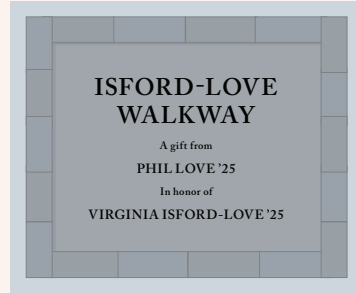 ISFORD-LOVE
WALKWAY
A gift from
PHIL LOVE ’25
In honor of
VIRGINIA ISFORD-LOVE ’25